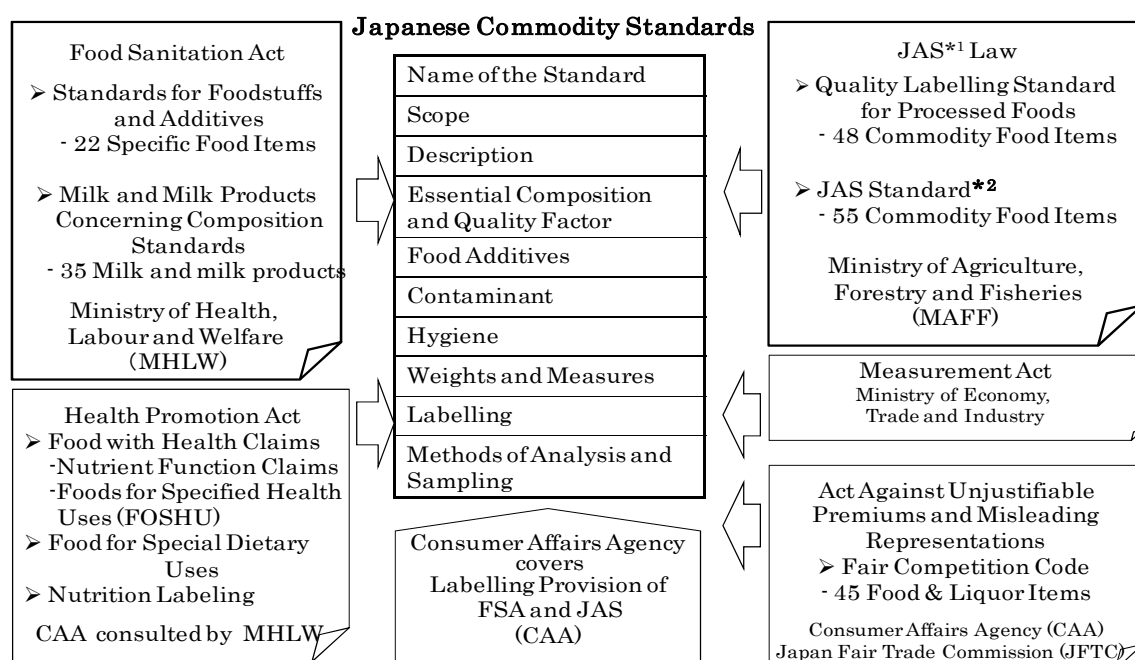 Japanese Commodity Standards
Food Sanitation Act
➢ Standards for Foodstuffs
and Additives
- 22 Specific Food Items
➢ Milk and Milk Products
Concerning Composition
Standards
- 35 Milk and milk products
Ministry of Health,
Labour and Welfare
(MHLW)
Health Promotion Act
➢ Food with Health Claims
-Nutrient Function Claims
-Foods for Specified Health
Uses (FOSHU)
➢ Food for Special Dietary
Uses
➢ Nutrition Labeling
CAA consulted by MHLW
Name of the Standard
Scope
Description
Essential Composition
and Quality Factor
Food Additives
Contaminant
Hygiene
Weights and Measures
Labelling
Methods of Analysis and
Sampling
Consumer Affairs Agency
covers
Labelling Provision of
FSA and JAS
(CAA)
JAS*1 Law
➢ Quality Labelling Standard
for Processed Foods
- 48 Commodity Food Items
➢ JAS Standard*2
- 55 Commodity Food Items
Ministry of Agriculture,
Forestry and Fisheries
(MAFF)
Measurement Act
Ministry of Economy,
Trade and Industry
Act Against Unjustifiable
Premiums and Misleading
Representations
➢ Fair Competition Code
- 45 Food & Liquor Items
Consumer Affairs Agency (CAA)
Japan Fair Trade Commission (JFTC)